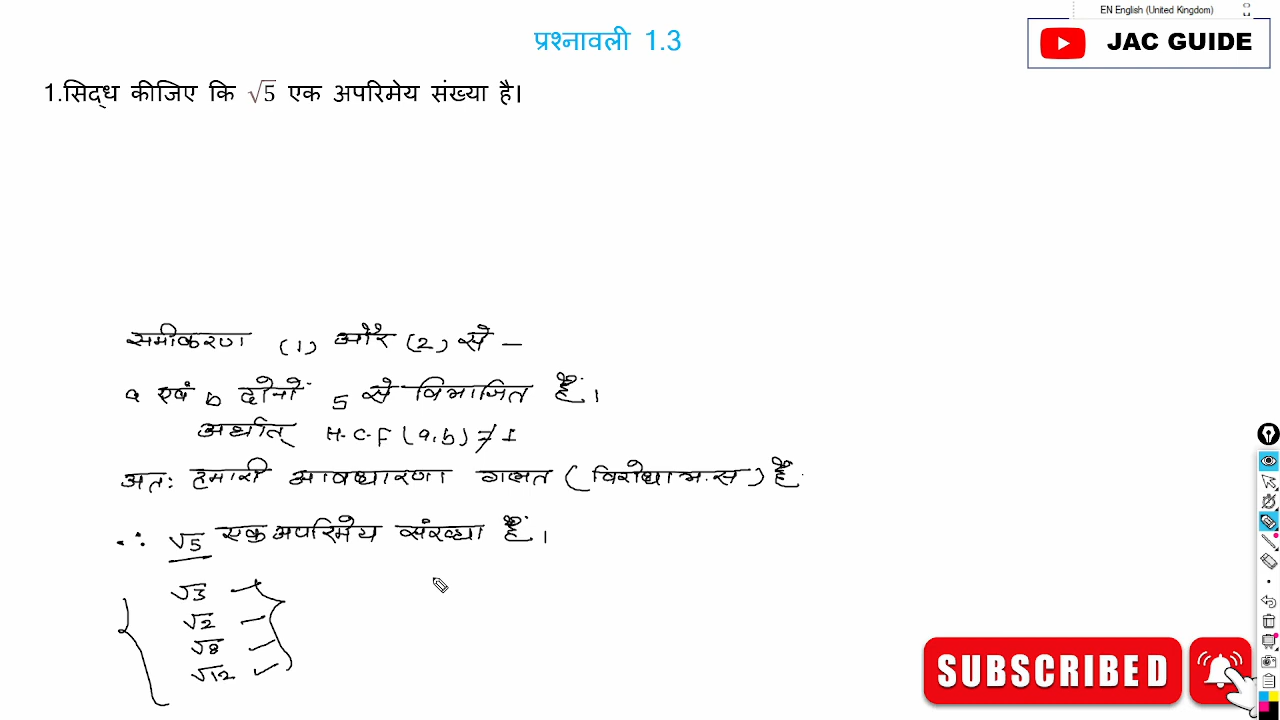 EN English (United Kingdom)
प्रश्नावली 1.3
JAC GUIDE
1.सिद्ध कीजिए कि √5 एक अपरिमेय संख्या है।
समीकरण (1) और (2) से –
a एवं b दोनों 5 से विभाजित हैं।
अर्थात् H.C.F (a,b) ≠ 1
अतः हमारी अवधारणा गलत (विरोधाभास) है
∴ √5 एक अपरिमेय संख्या है।
√3
√2
√8
√12
SUBSCRIBED